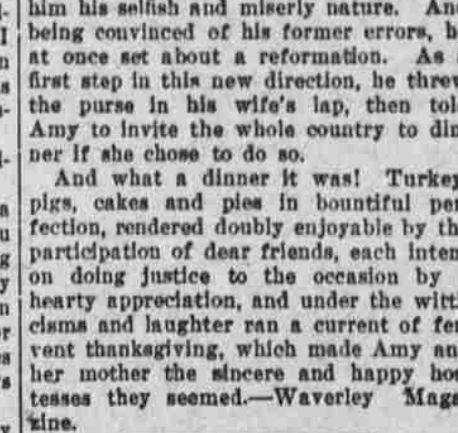 him his selfish and miserly nature. An
being convinced of his former errors, h
at once set about a reformation. As
first step in this new direction, he threw
the purse in his wife's lap, then tol
Amy to invite the whole country to din
ner if she chose to do so.
And what a dinner it was! Turkey
pigs, cakes and pies in bountiful per
fection, rendered doubly enjoyable by th
participation of dear friends, each inten
on doing justice to the occasion by
hearty appreciation, and under the witti
cisms and laughter ran a current of fer
vent thanksgiving, which made Amy an
her mother the sincere and happy hos
tesses they seemed.—Waverley Maga
zine.